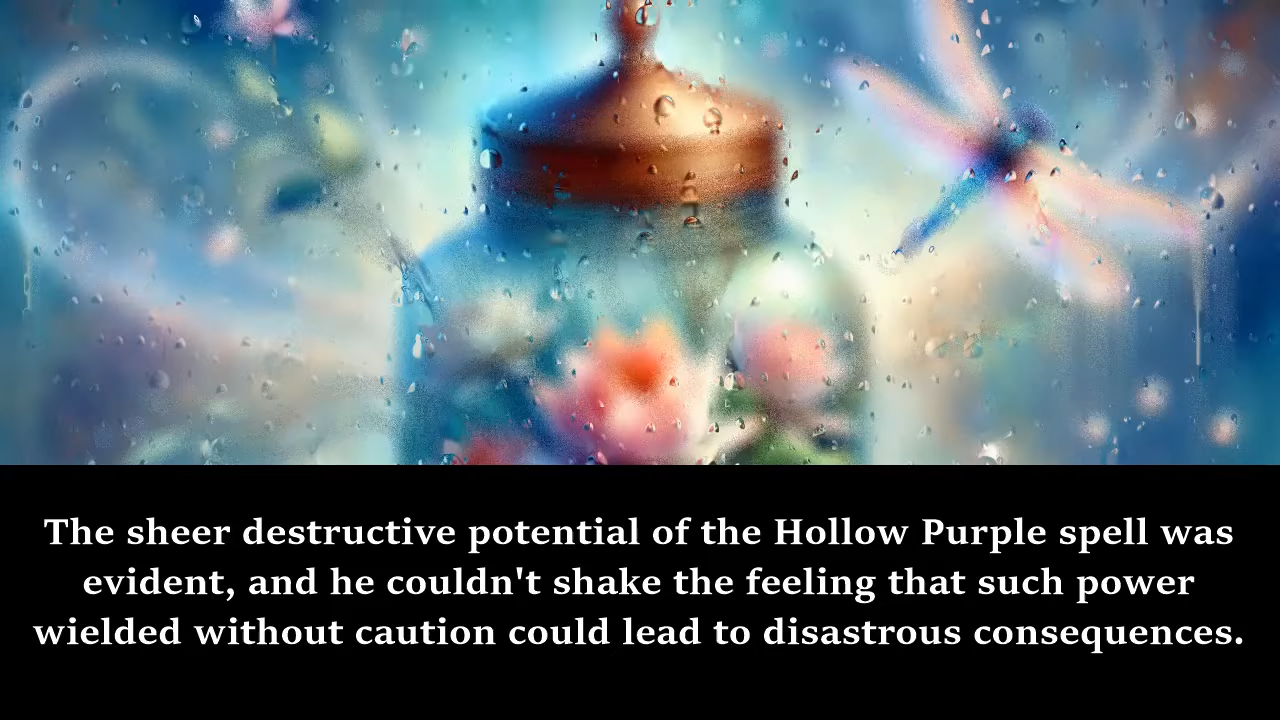 The sheer destructive potential of the Hollow Purple spell was
evident, and he couldn't shake the feeling that such power
wielded without caution could lead to disastrous consequences.